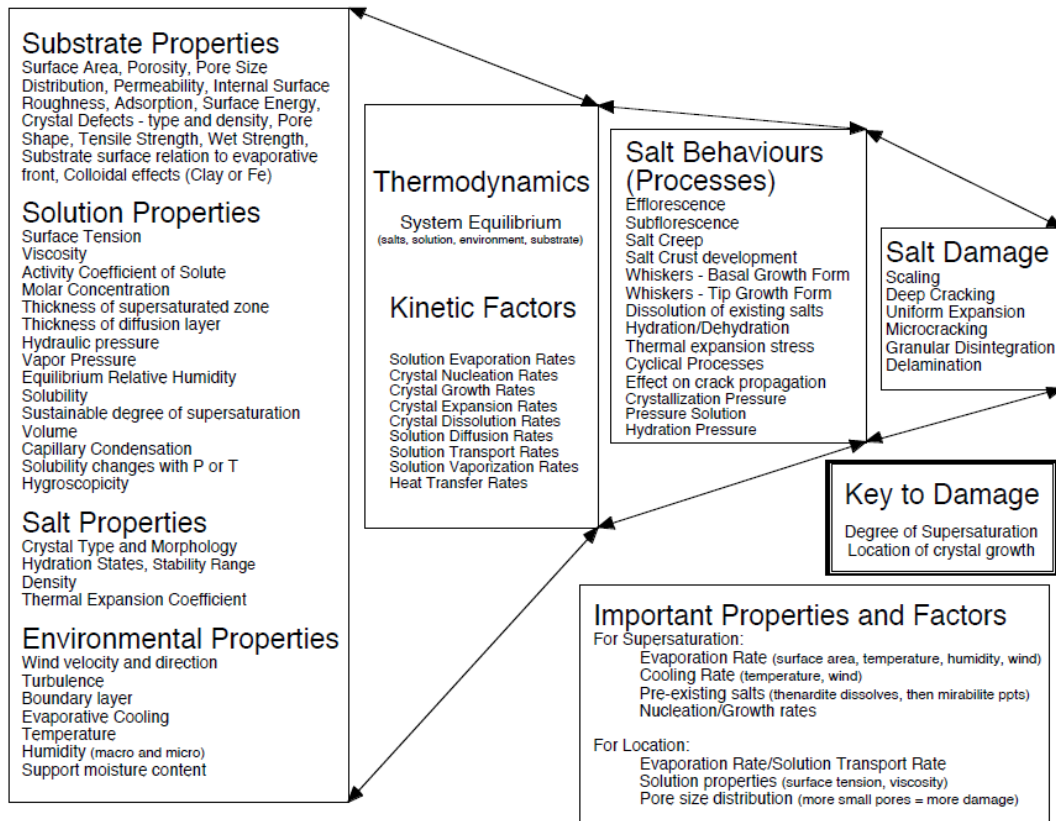 Substrate Properties
Surface Area, Porosity, Pore Size
Distribution, Permeability, Internal Surface
Roughness, Adsorption, Surface Energy,
Crystal Defects - type and density, Pore
Shape, Tensile Strength, Wet Strength,
Substrate surface relation to evaporative
front, Colloidal effects (Clay or Fe)
Solution Properties
Surface Tension
Viscosity
Activity Coefficient of Solute
Molar Concentration
Thickness of supersaturated zone
Thickness of diffusion layer
Hydraulic pressure
Vapor Pressure
Equilibrium Relative Humidity
Solubility
Sustainable degree of supersaturation
Volume
Capillary Condensation
Solubility changes with P or T
Hygroscopicity
Salt Properties
Crystal Type and Morphology
Hydration States, Stability Range
Density
Thermal Expansion Coefficient
Environmental Properties
Wind velocity and direction
Turbulence
Boundary layer
Evaporative Cooling
Temperature
Humidity (macro and micro)
Support moisture content
Thermodynamics
System Equilibrium
(salts, solution, environment, substrate)
Kinetic Factors
Solution Evaporation Rates
Crystal Nucleation Rates
Crystal Growth Rates
Crystal Expansion Rates
Crystal Dissolution Rates
Solution Diffusion Rates
Solution Transport Rates
Solution Vaporization Rates
Heat Transfer Rates
Salt Behaviours
(Processes)
Efflorescence
Subflorescence
Salt Creep
Salt Crust development
Whiskers - Basal Growth Form
Whiskers - Tip Growth Form
Dissolution of existing salts
Hydration/Dehydration
Thermal expansion stress
Cyclical Processes
Effect on crack propagation
Crystallization Pressure
Pressure Solution
Hydration Pressure
Salt Damage
Scaling
Deep Cracking
Uniform Expansion
Microcracking
Granular Disintegration
Delamination
Key to Damage
Degree of Supersaturation
Location of crystal growth
Important Properties and Factors
For Supersaturation:
Evaporation Rate (surface area, temperature, humidity, wind)
Cooling Rate (temperature, wind)
Pre-existing salts (thenardite dissolves, then mirabilite ppts)
Nucleation/Growth rates
For Location:
Evaporation Rate/Solution Transport Rate
Solution properties (surface tension, viscosity)
Pore size distribution (more small pores = more damage)